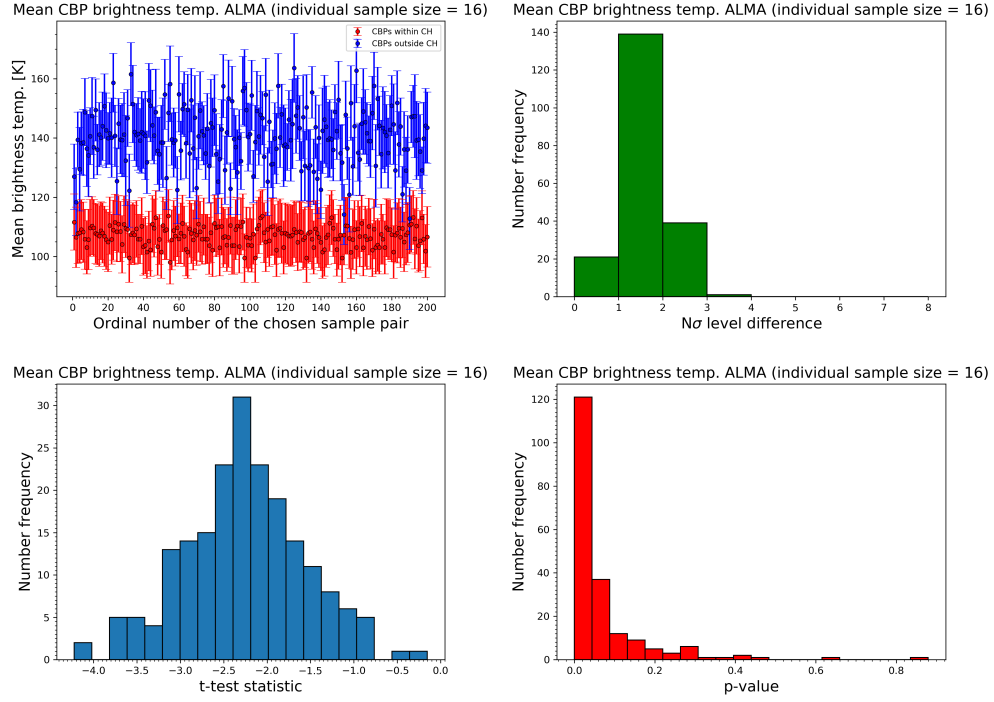 Mean CBP brightness temp. ALMA (individual sample size = 16)
CBPs within CH
CBPs outside CH
Mean brightness temp. [K]
160
140
120
100
0 20 40 60 80 100 120 140 160 180 200
Ordinal number of the chosen sample pair
Mean CBP brightness temp. ALMA (individual sample size = 16)
Number frequency
140
120
100
80
60
40
20
0
0 1 2 3 4 5 6 7 8
Nσ level difference
Mean CBP brightness temp. ALMA (individual sample size = 16)
Number frequency
30
25
20
15
10
5
0
−4.0 −3.5 −3.0 −2.5 −2.0 −1.5 −1.0 −0.5 0.0
t-test statistic
Mean CBP brightness temp. ALMA (individual sample size = 16)
Number frequency
120
100
80
60
40
20
0
0.0 0.2 0.4 0.6 0.8
p-value